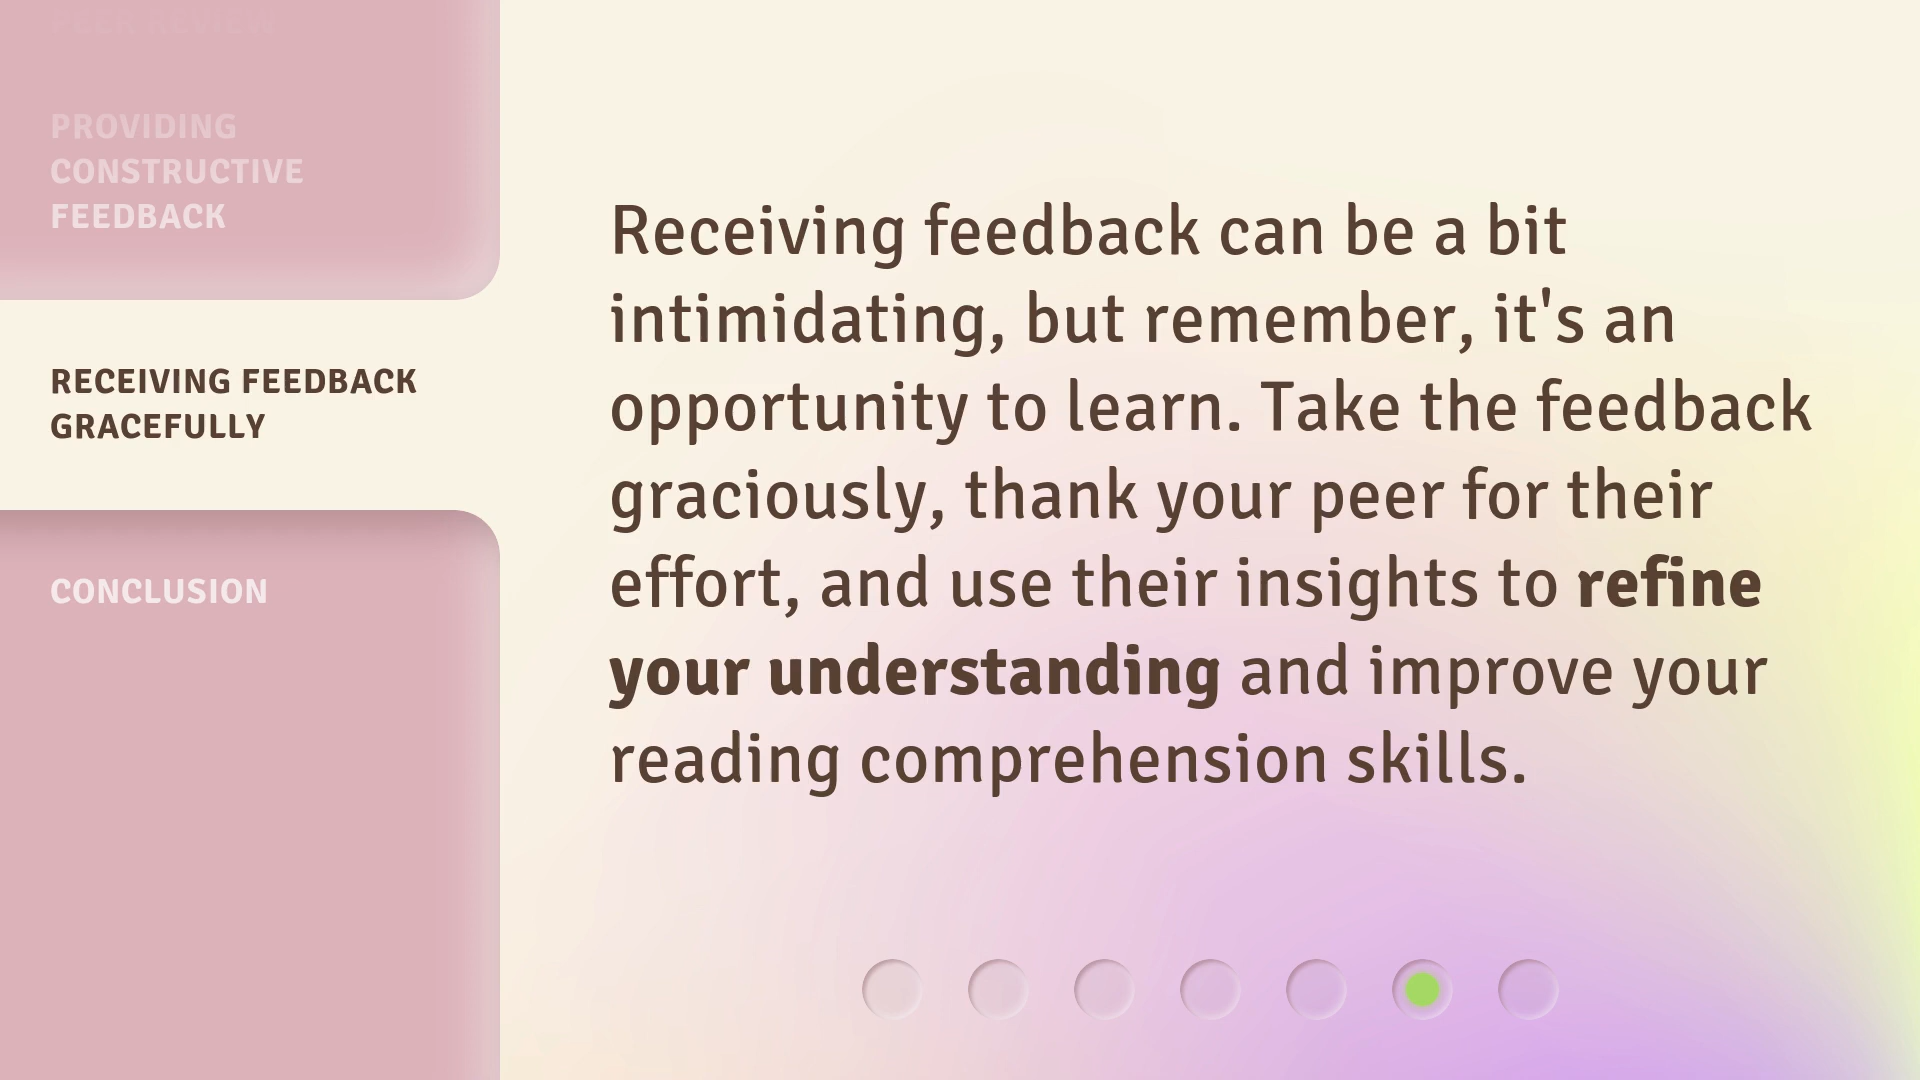 PEER REVIEW
PROVIDING
CONSTRUCTIVE
FEEDBACK
RECEIVING FEEDBACK
GRACEFULLY
CONCLUSION
Receiving feedback can be a bit
intimidating, but remember, it's an
opportunity to learn. Take the feedback
graciously, thank your peer for their
effort, and use their insights to refine
your understanding and improve your
reading comprehension skills.